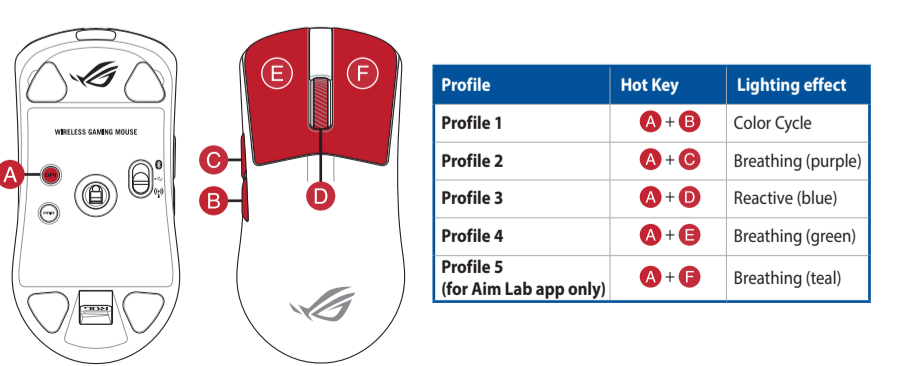 WIRELESS GAMING MOUSE
A
DPI
C
B
E
F
D
Profile Hot Key Lighting effect
Profile 1 A + B Color Cycle
Profile 2 A + C Breathing (purple)
Profile 3 A + D Reactive (blue)
Profile 4 A + E Breathing (green)
Profile 5
(for Aim Lab app only) A + F Breathing (teal)